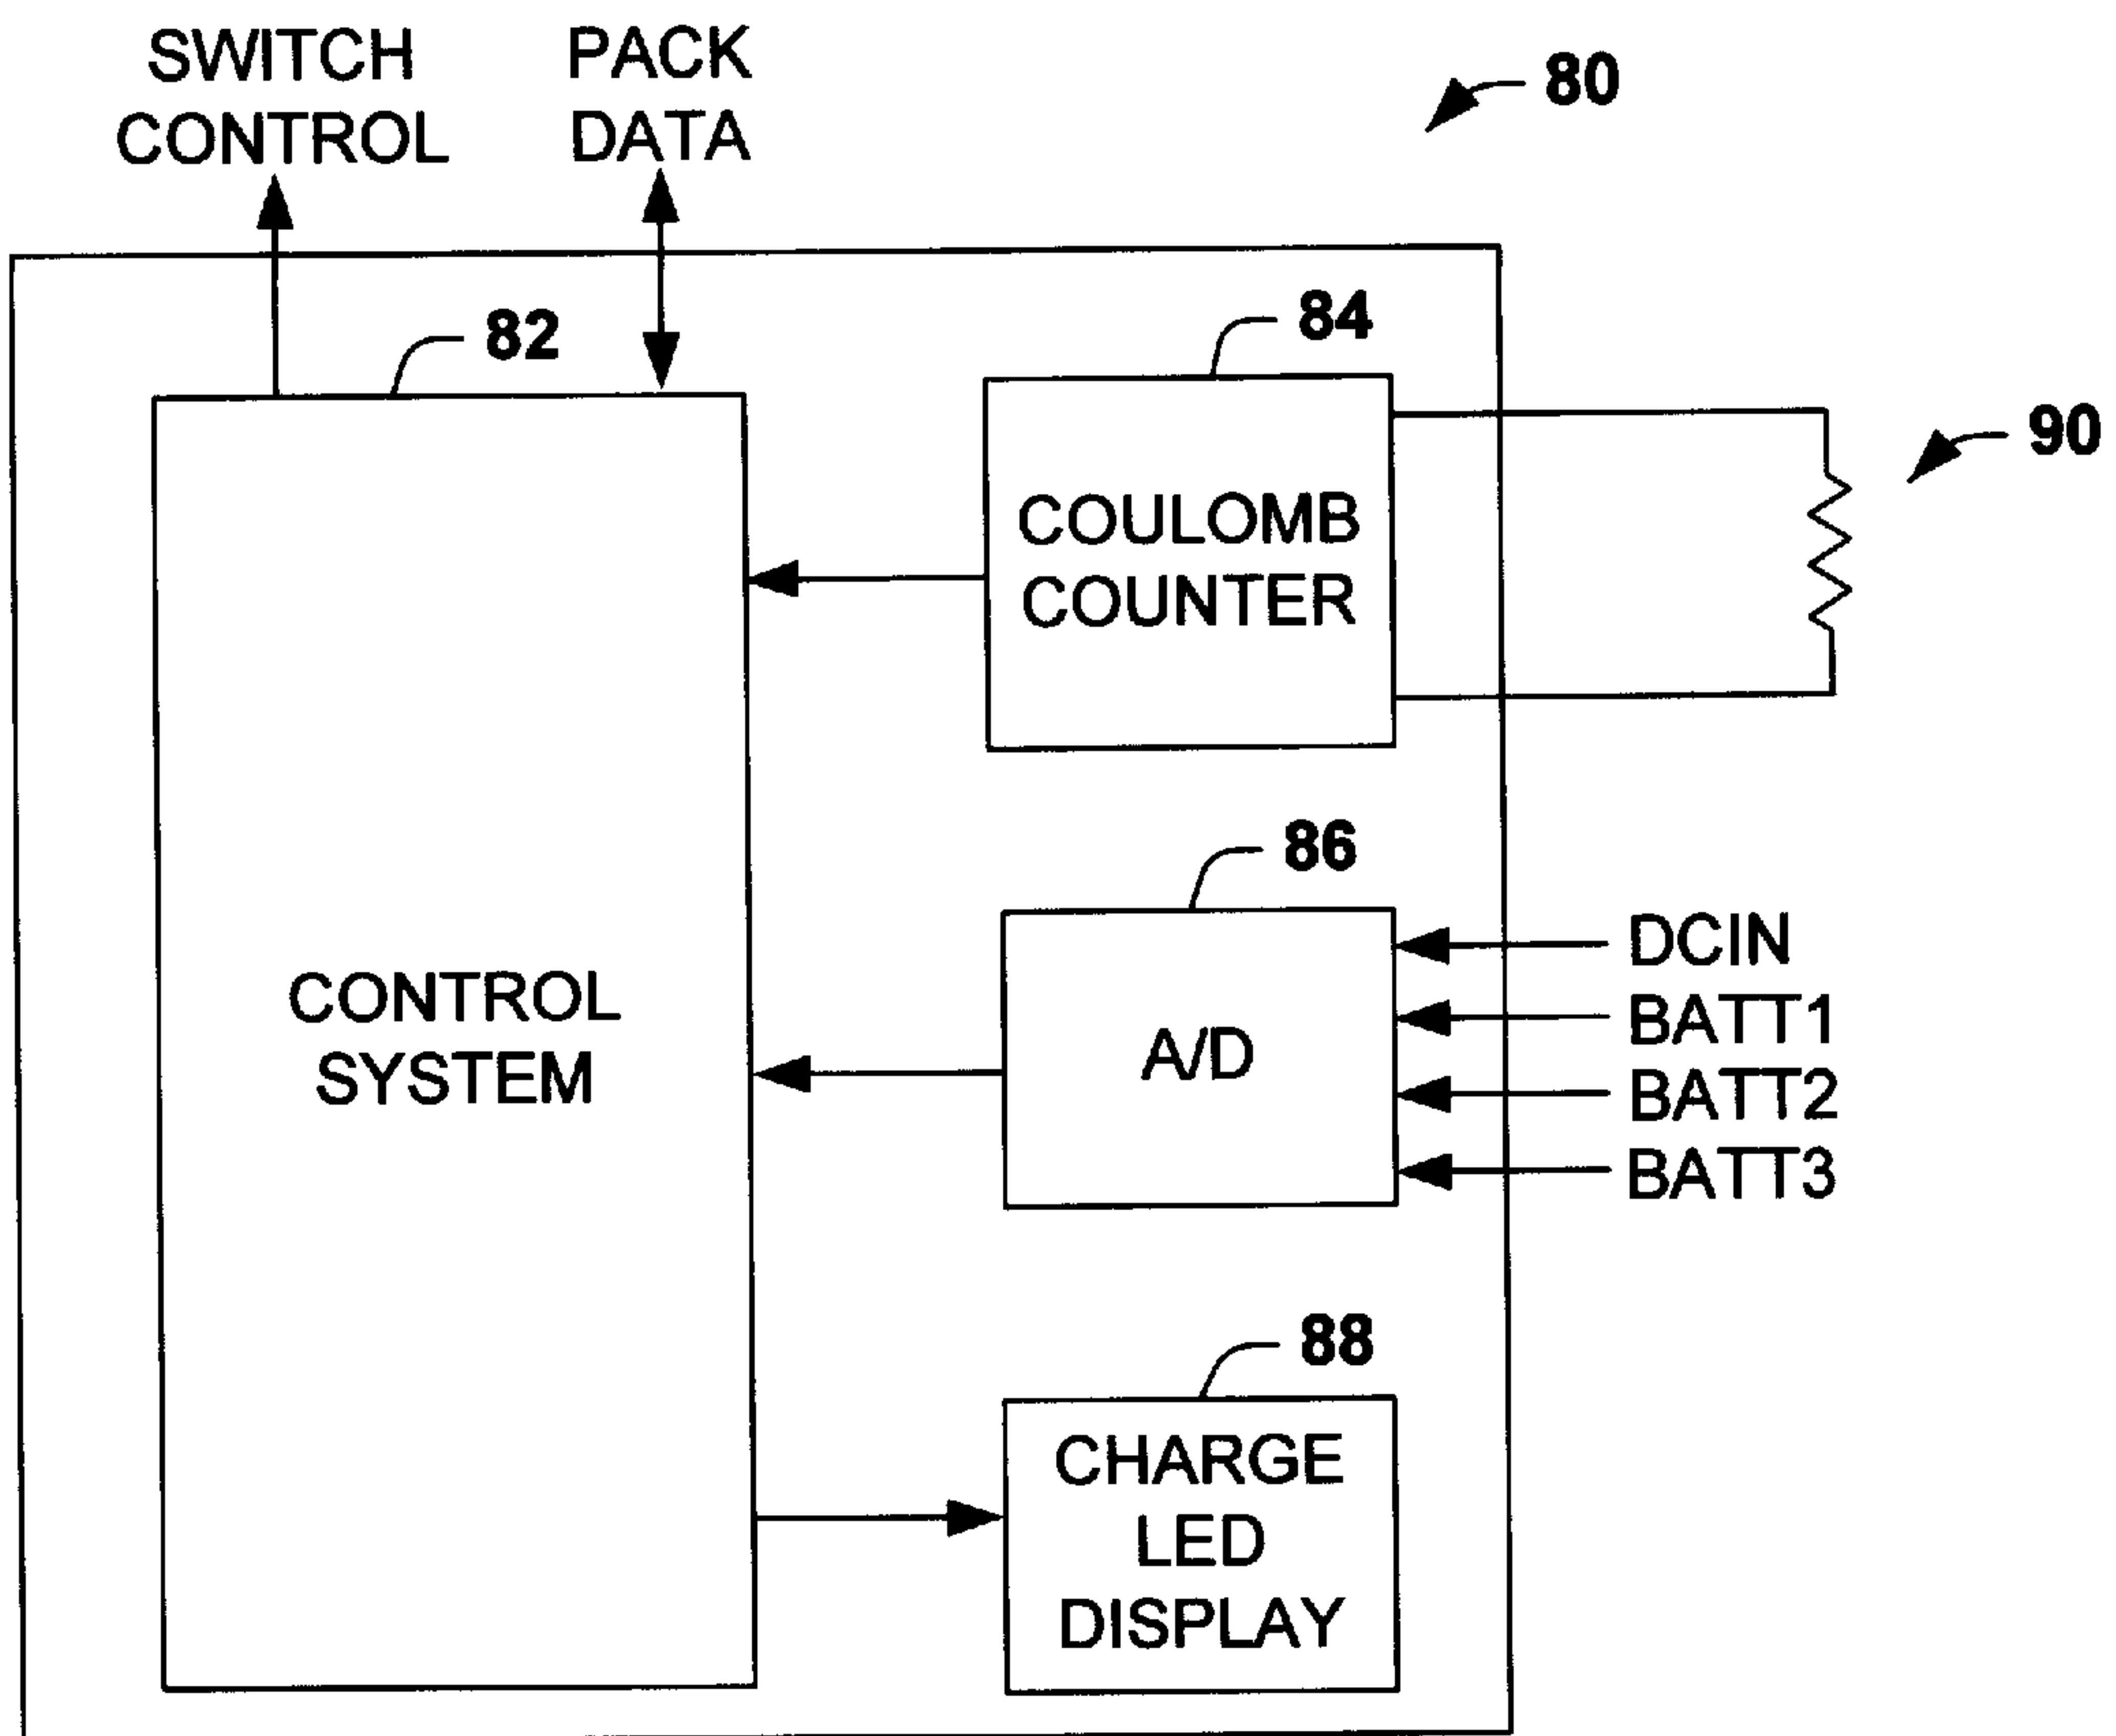 SWITCH
CONTROL
PACK
DATA
80
82
84
90
COULOMB
COUNTER
86
DCIN
BATT1
BATT2
BATT3
A/D
CONTROL
SYSTEM
88
CHARGE
LED
DISPLAY